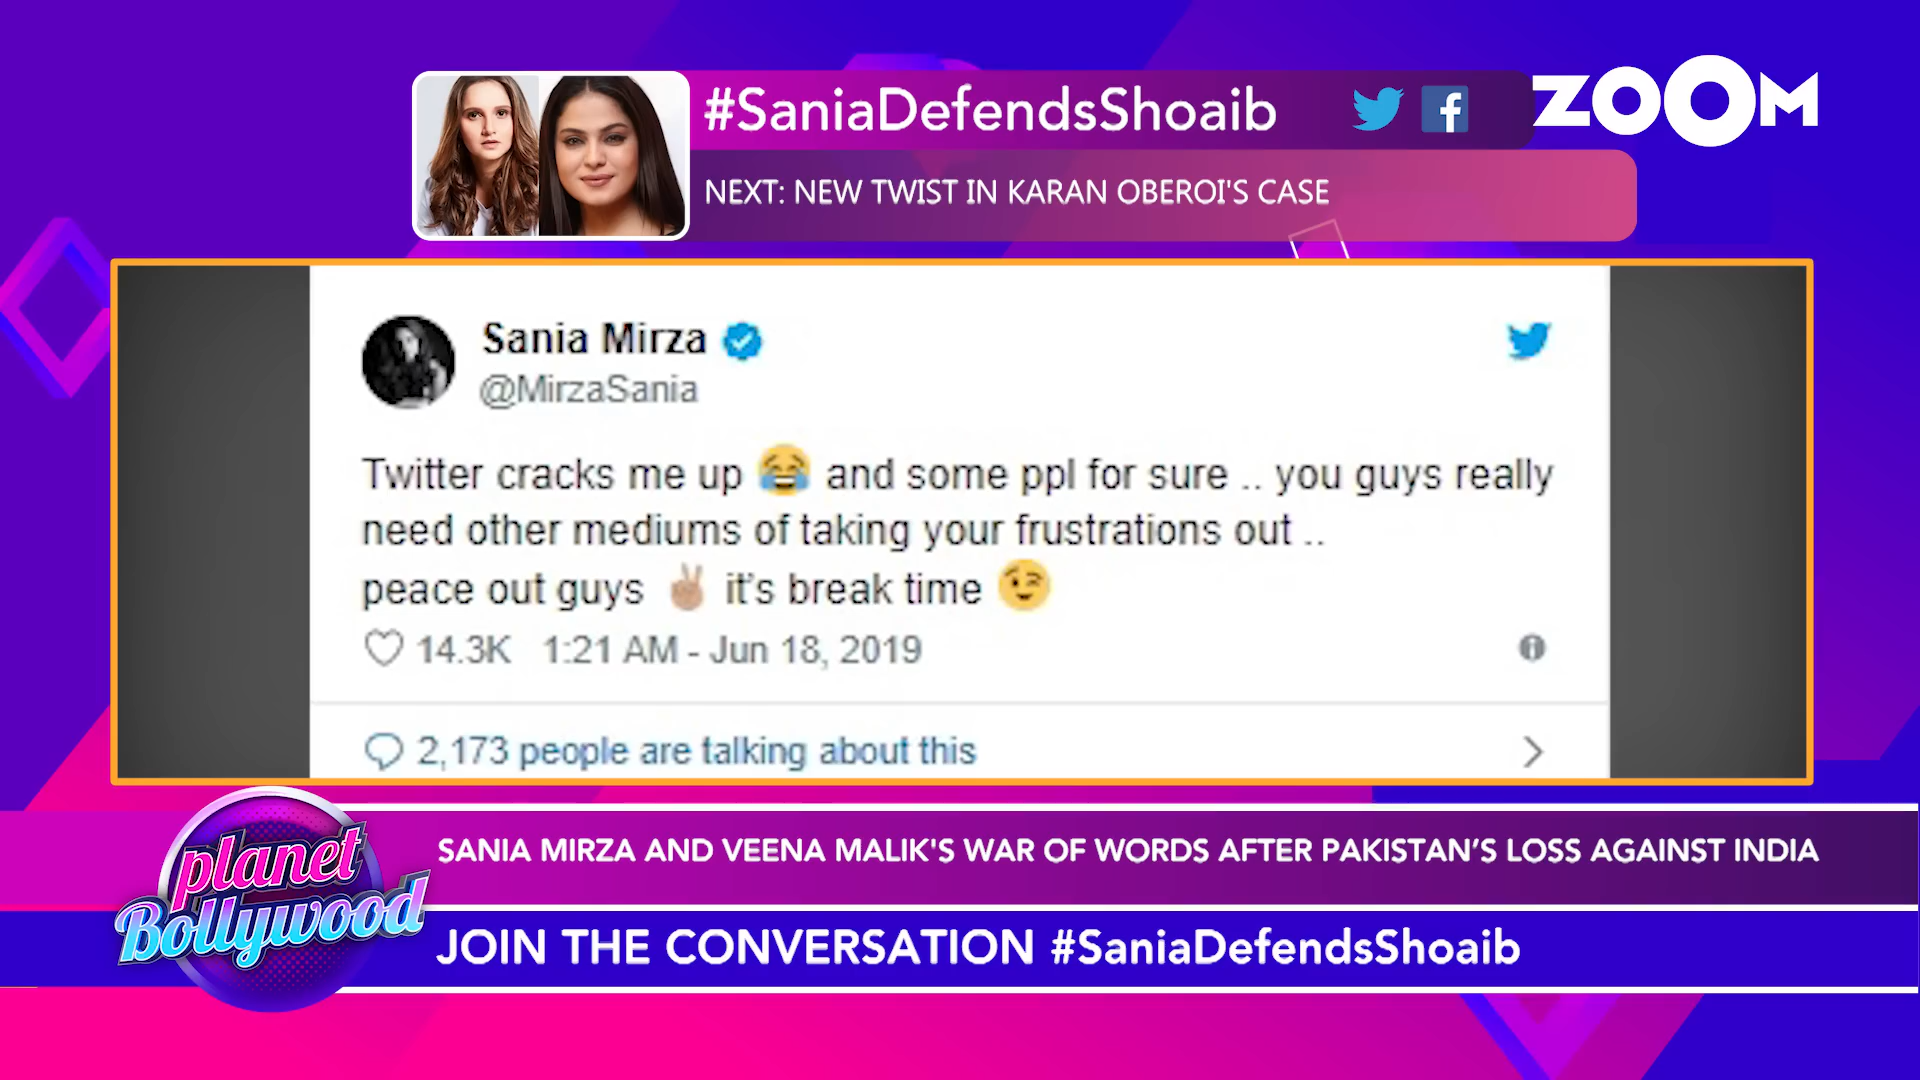 #SaniaDefendsShoaib
ZOOM
NEXT: NEW TWIST IN KARAN OBEROI'S CASE
Sania Mirza
@MirzaSania
Twitter cracks me up 😂 and some ppl for sure .. you guys really
need other mediums of taking your frustrations out ..
peace out guys ✌🏽 it's break time 😉
14.3K 1:21 AM - Jun 18, 2019
2,173 people are talking about this
planet
Bollywood
SANIA MIRZA AND VEENA MALIK'S WAR OF WORDS AFTER PAKISTAN’S LOSS AGAINST INDIA
JOIN THE CONVERSATION #SaniaDefendsShoaib